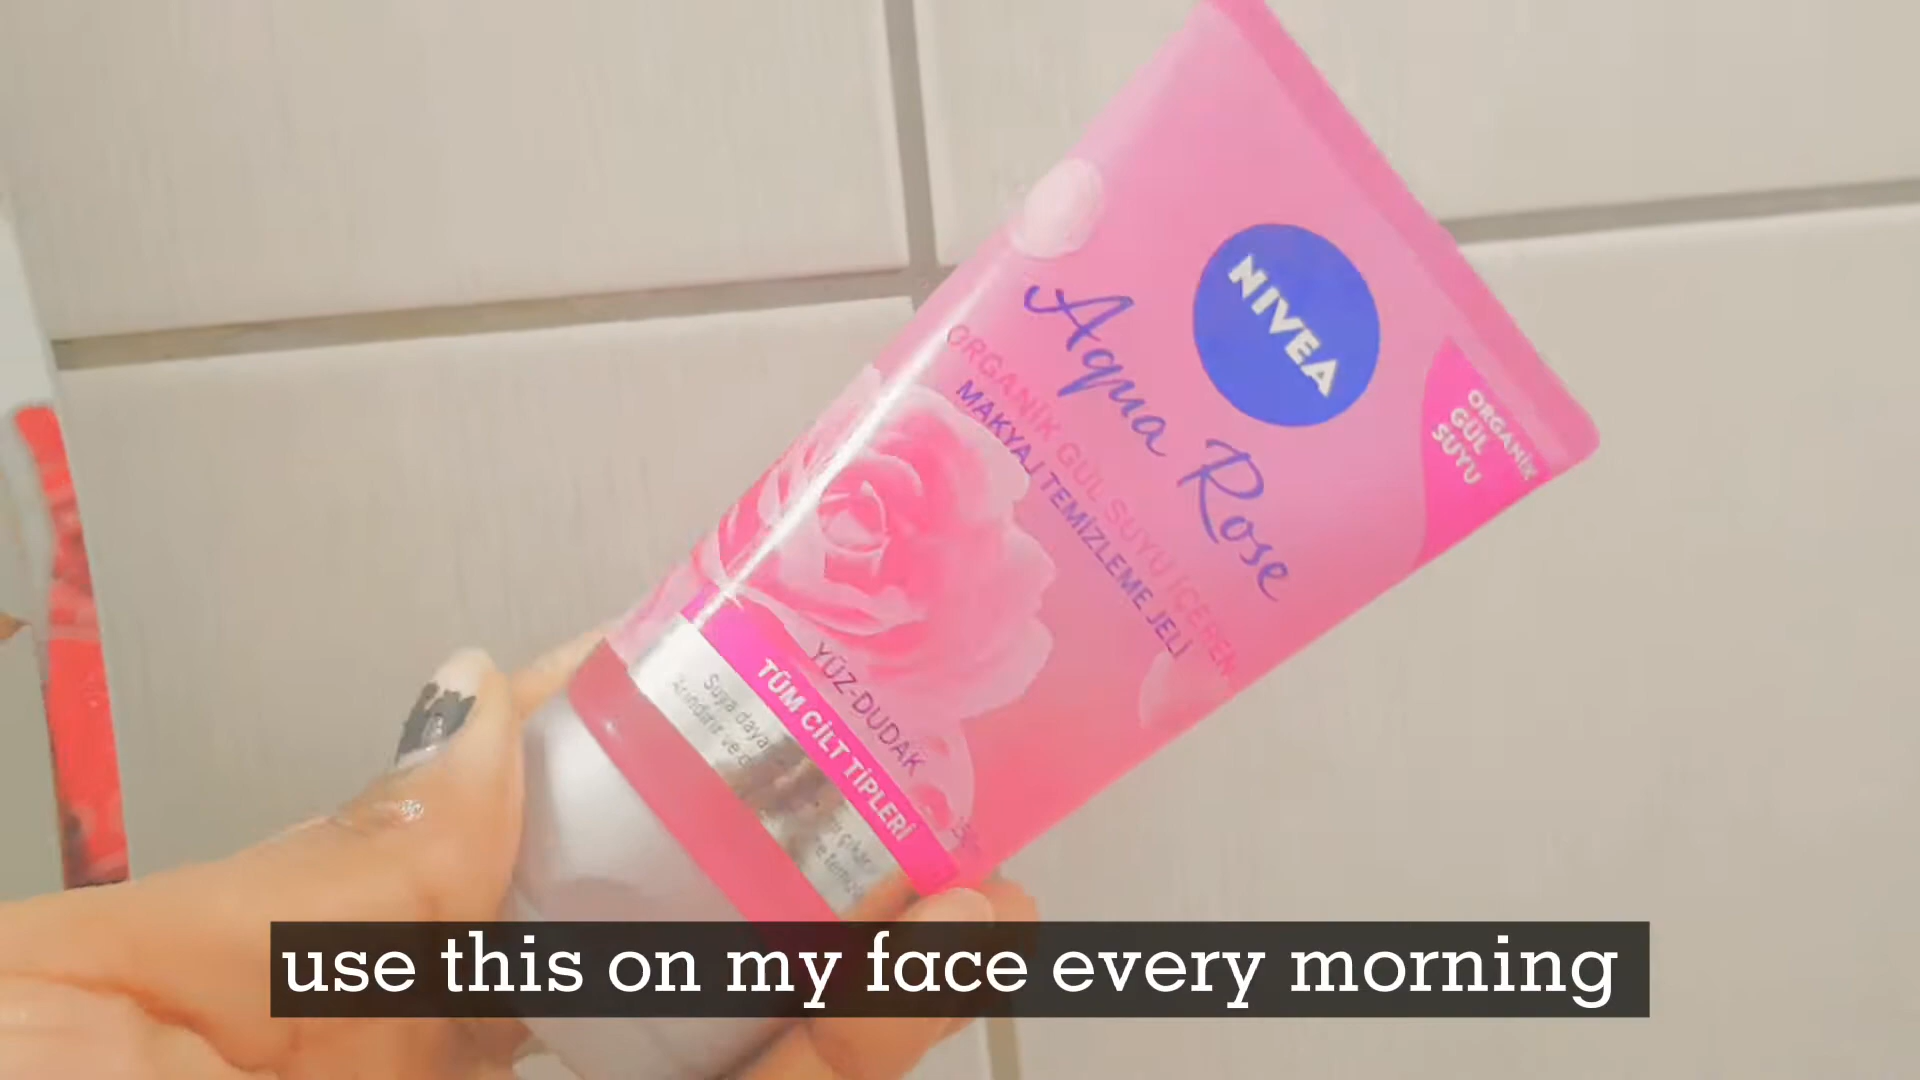 NIVEA
ORGANİK
GÜL
SUYU
Aqua Rose
ORGANİK GÜL SUYU İÇEREN
MAKYAJ TEMİZLEME JELİ
YÜZ-DUDAK
TÜM CİLT TİPLERİ
Suya
use this on my face every morning